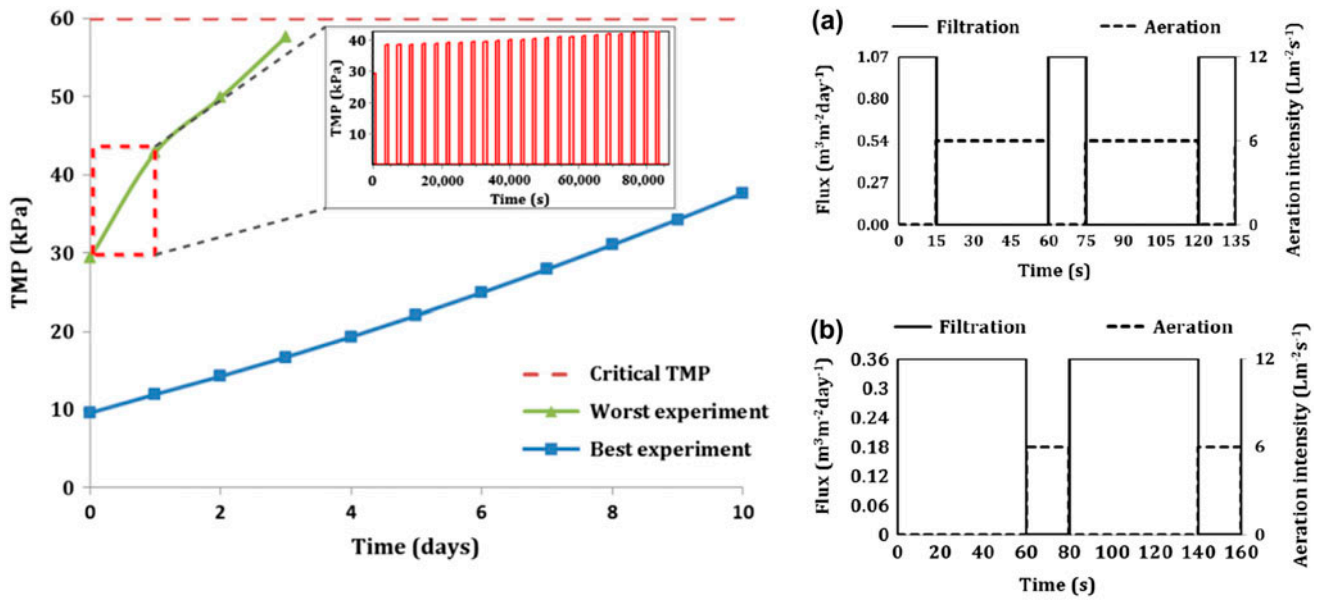 60
50
40
30
20
10
0
TMP (kPa)
0
2
4
6
8
10
Time (days)
Critical TMP
Worst experiment
Best experiment
40
30
20
10
TMP (kPa)
0
20,000
40,000
60,000
80,000
Time (s)
(a)
Filtration
Aeration
1.07
0.80
0.54
0.27
0.00
Flux (m³m⁻²day⁻¹)
12
6
0
Aeration intensity (Lm⁻²s⁻¹)
0 15 30 45 60 75 90 105 120 135
Time (s)
(b)
Filtration
Aeration
0.36
0.3
0.24
0.18
0.12
0.06
0
Flux (m³m⁻²day⁻¹)
12
6
0
Aeration intensity (Lm⁻²s⁻¹)
0 20 40 60 80 100 120 140 160
Time (s)